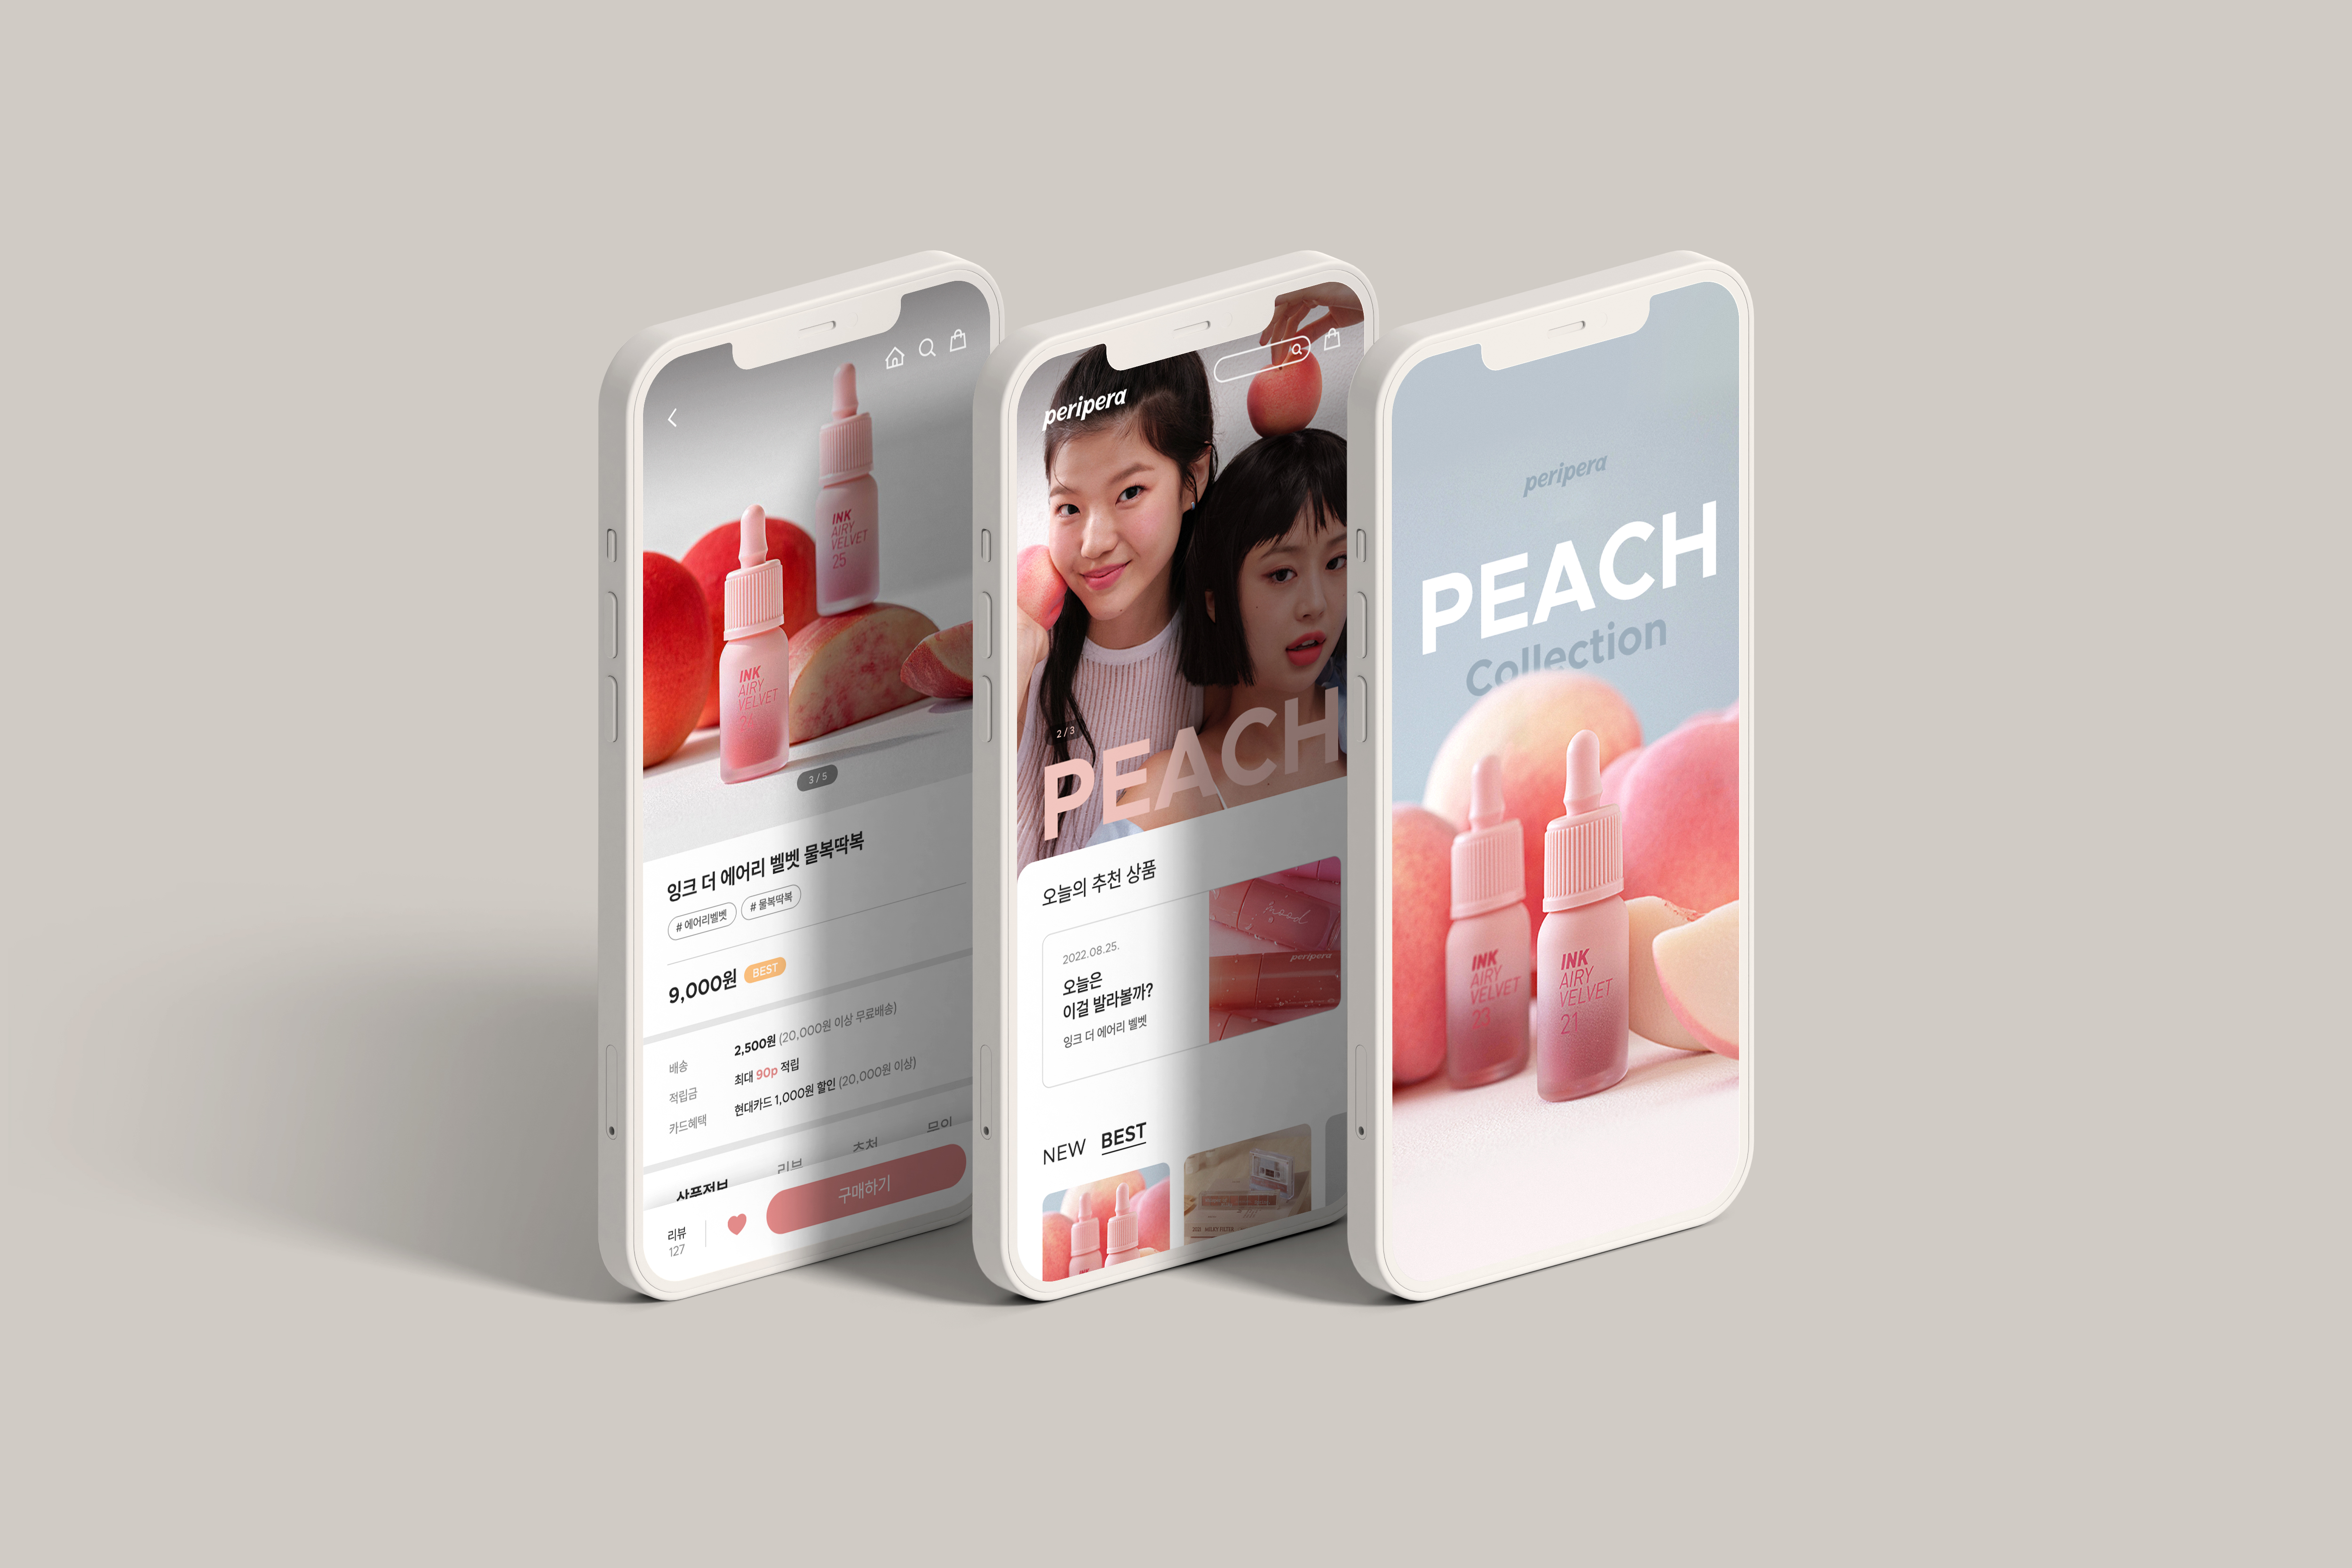 INK
AIRY
VELVET
25
INK
AIRY
VELVET
3 / 5
잉크 더 에어리 벨벳 물복딱복
# 에어리벨벳
# 물복딱복
9,000원 BEST
배송 2,500원 (20,000원 이상 무료배송)
적립금 최대 90p 적립
카드혜택 현대카드 1,000원 할인 (20,000원 이상)
상품정보 리뷰 추천 문의
리뷰
127
구매하기
peripera
2 / 3
PEACH
오늘의 추천 상품
2022.08.25.
오늘은
이걸 발라볼까?
잉크 더 에어리 벨벳
mood
peripera
NEW BEST
peripera
PEACH
Collection
INK
AIRY
VELVET
23
INK
AIRY
VELVET
21